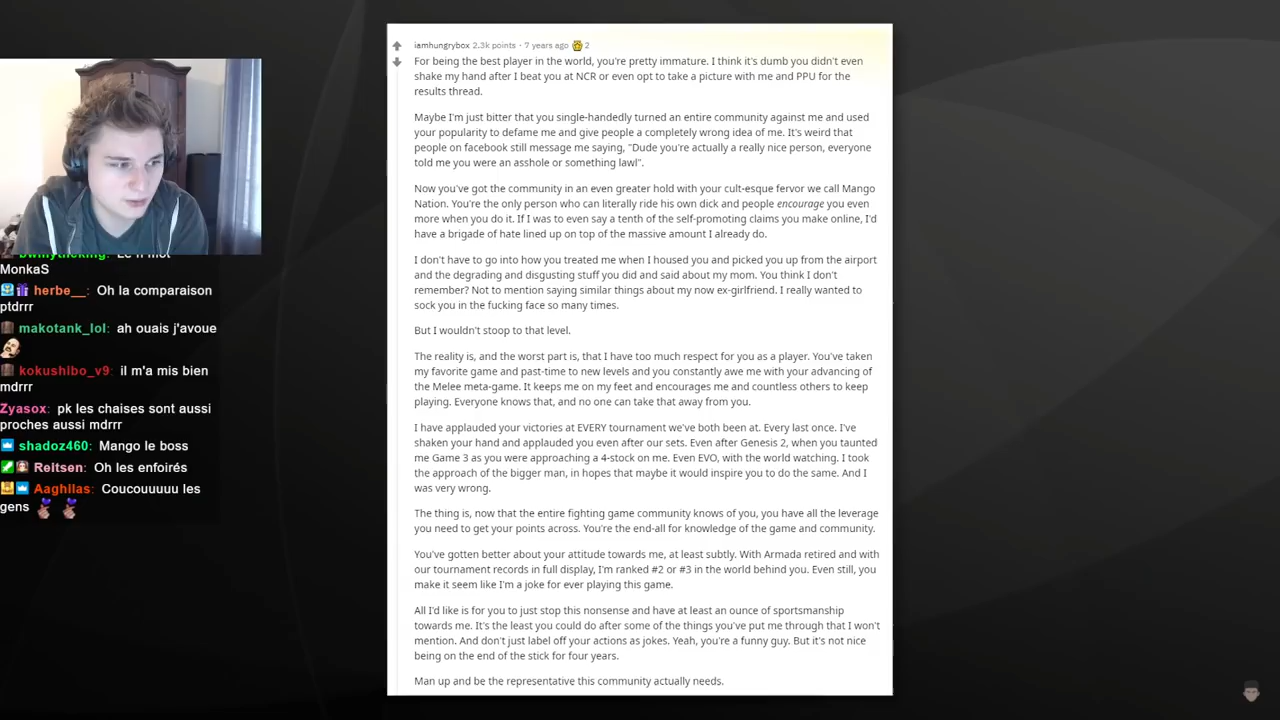 iamhungrybox 2.3k points · 7 years ago 2
For being the best player in the world, you're pretty immature. I think it's dumb you didn't even
shake my hand after I beat you at NCR or even opt to take a picture with me and PPU for the
results thread.
Maybe I'm just bitter that you single-handedly turned an entire community against me and used
your popularity to defame me and give people a completely wrong idea of me. It's weird that
people on facebook still message me saying, "Dude you're actually a really nice person, everyone
told me you were an asshole or something lawl".
Now you've got the community in an even greater hold with your cult-esque fervor we call Mango
Nation. You're the only person who can literally ride his own dick and people encourage you even
more when you do it. If I was to even say a tenth of the self-promoting claims you make online, I'd
have a brigade of hate lined up on top of the massive amount I already do.
I don't have to go into how you treated me when I housed you and picked you up from the airport
and the degrading and disgusting stuff you did and said about my mom. You think I don't
remember? Not to mention saying similar things about my now ex-girlfriend. I really wanted to
sock you in the fucking face so many times.
But I wouldn't stoop to that level.
The reality is, and the worst part is, that I have too much respect for you as a player. You've taken
my favorite game and past-time to new levels and you constantly awe me with your advancing of
the Melee meta-game. It keeps me on my feet and encourages me and countless others to keep
playing. Everyone knows that, and no one can take that away from you.
I have applauded your victories at EVERY tournament we've both been at. Every last once. I've
shaken your hand and applauded you even after our sets. Even after Genesis 2, when you taunted
me Game 3 as you were approaching a 4-stock on me. Even EVO, with the world watching. I took
the approach of the bigger man, in hopes that maybe it would inspire you to do the same. And I
was very wrong.
The thing is, now that the entire fighting game community knows of you, you have all the leverage
you need to get your points across. You're the end-all for knowledge of the game and community.
You've gotten better about your attitude towards me, at least subtly. With Armada retired and with
our tournament records in full display, I'm ranked #2 or #3 in the world behind you. Even still, you
make it seem like I'm a joke for ever playing this game.
All I'd like is for you to just stop this nonsense and have at least an ounce of sportsmanship
towards me. It's the least you could do after some of the things you've put me through that I won't
mention. And don't just label off your actions as jokes. Yeah, you're a funny guy. But it's not nice
being on the end of the stick for four years.
Man up and be the representative this community actually needs.
MonkaS
herbe__: Oh la comparaison
ptdrrr
makotank_lol: ah ouais j'avoue
kokushibo_v9: il m'a mis bien
mdrrr
Zyasox: pk les chaises sont aussi
proches aussi mdrrr
shadoz460: Mango le boss
Reitsen: Oh les enfoirés
Aaghilas: Coucouuuuu les
gens